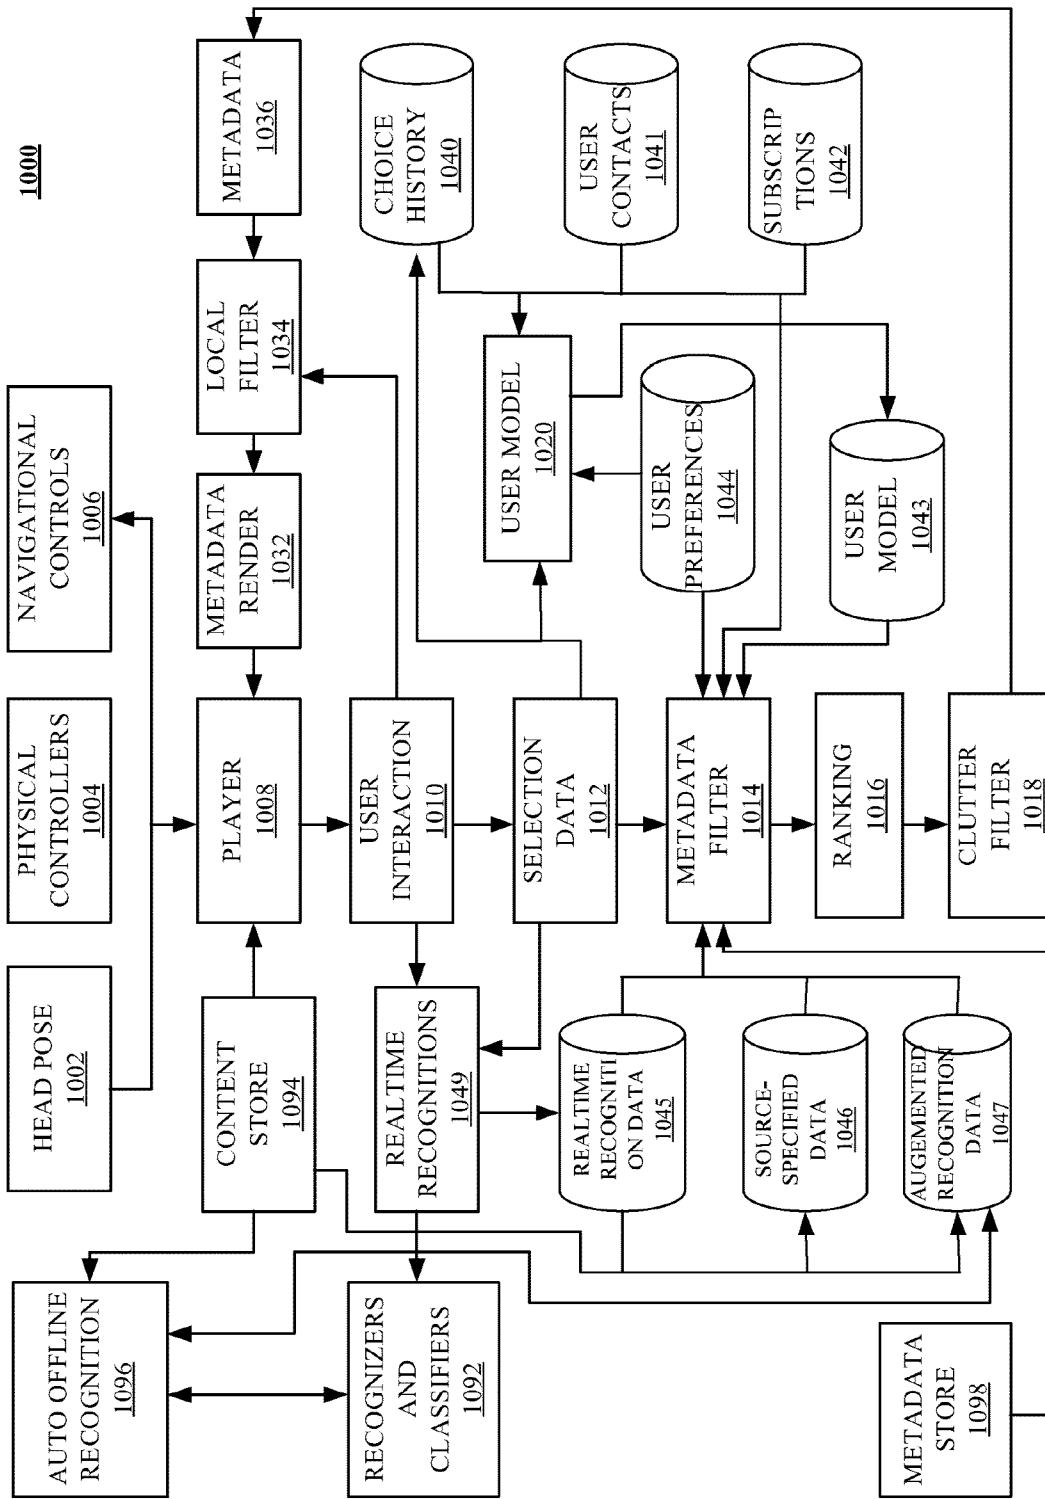 1000
HEAD POSE
1002
PHYSICAL
CONTROLLERS
1004
NAVIGATIONAL
CONTROLS
1006
AUTO OFFLINE
RECOGNITION
1096
CONTENT
STORE
1094
PLAYER
1008
METADATA
RENDER
1032
LOCAL
FILTER
1034
METADATA
1036
RECOGNIZERS
AND
CLASSIFIERS
1092
REALTIME
RECOGNITIONS
1049
USER
INTERACTION
1010
CHOICE
HISTORY
1040
SELECTION
DATA
1012
USER MODEL
1020
USER
CONTACTS
1041
REALTIME
RECOGNITI
ON DATA
1045
METADATA
FILTER
1014
USER
PREFERENCES
1044
SUBSCRIP
TIONS
1042
SOURCE-
SPECIFIED
DATA
1046
RANKING
1016
USER
MODEL
1043
METADATA
STORE
1098
AUGEMENTED
RECOGNITION
DATA
1047
CLUTTER
FILTER
1018